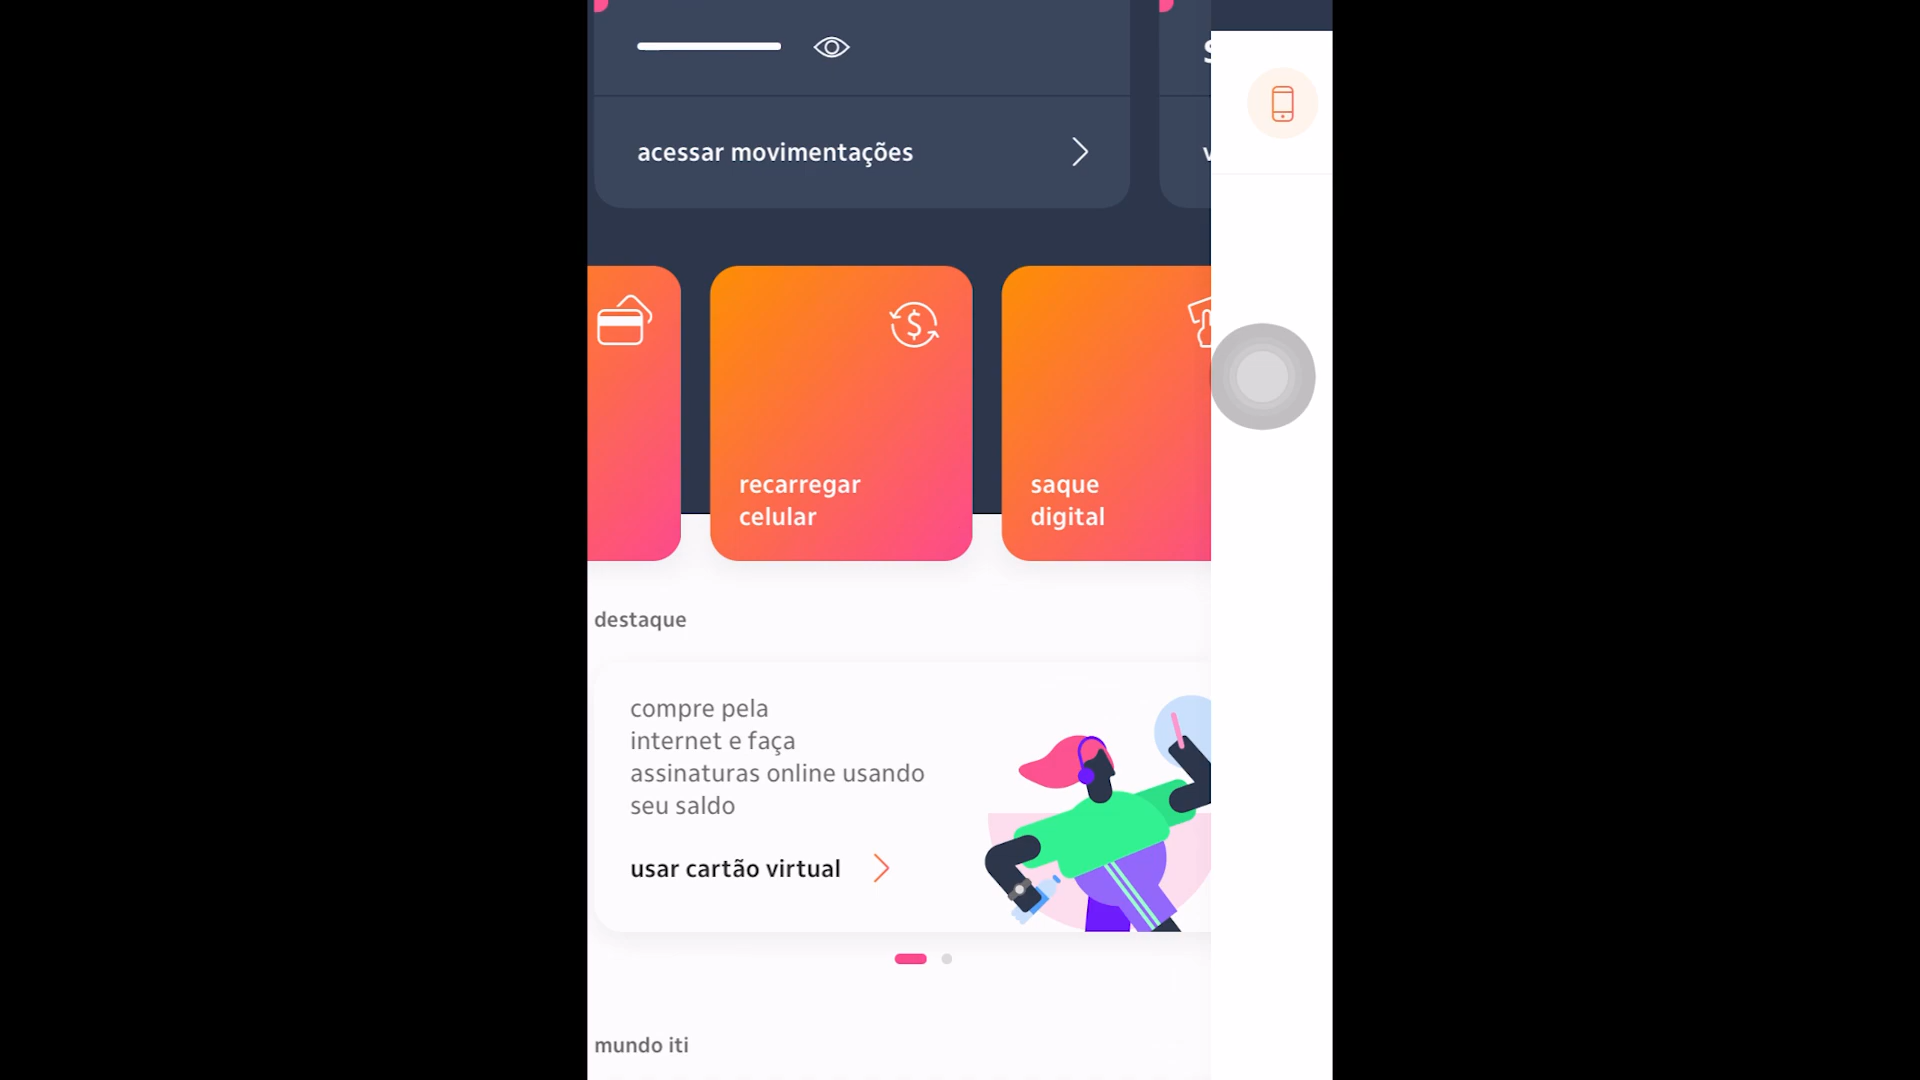 acessar movimentações
recarregar
celular
saque
digital
destaque
compre pela
internet e faça
assinaturas online usando
seu saldo
usar cartão virtual
mundo iti